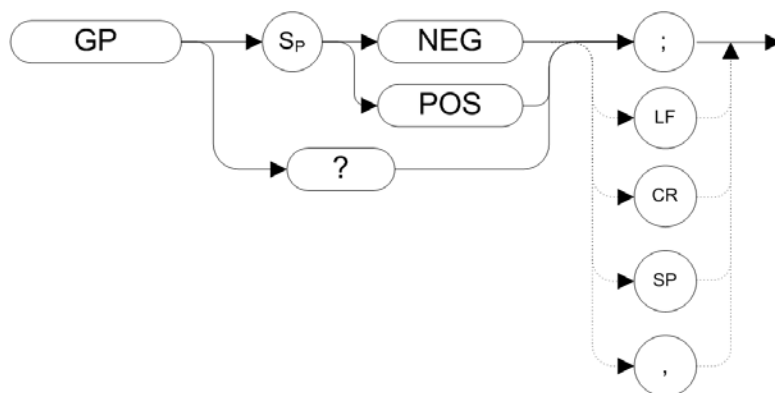 GP SP NEG ;
POS LF
? CR
SP
,